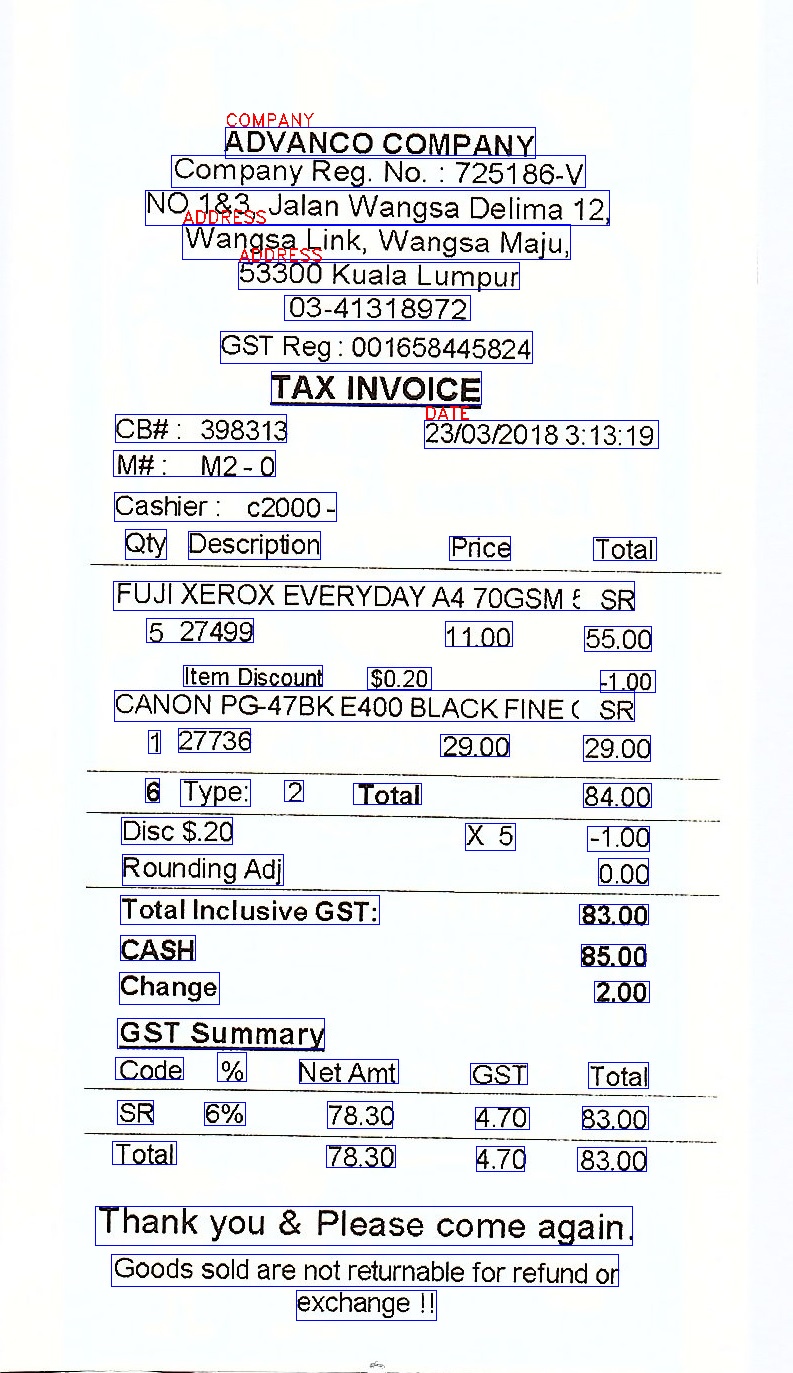 COMPANY
ADVANCO COMPANY
Company Reg. No. : 725186-V
NO 1&3, Jalan Wangsa Delima 12,
ADDRESS
Wangsa Link, Wangsa Maju,
ADDRESS
53300 Kuala Lumpur
03-41318972
GST Reg : 001658445824
TAX INVOICE
DATE
CB# : 398313 23/03/2018 3:13:19
M# : M2 - 0
Cashier : c2000 -
Qty Description Price Total
FUJI XEROX EVERYDAY A4 70GSM SR
5 27499 11.00 55.00
Item Discount $0.20 -1.00
CANON PG-47BK E400 BLACK FINE SR
1 27736 29.00 29.00
6 Type: 2 Total 84.00
Disc $.20 X 5 -1.00
Rounding Adj 0.00
Total Inclusive GST: 83.00
CASH 85.00
Change 2.00
GST Summary
Code % Net Amt GST Total
SR 6% 78.30 4.70 83.00
Total 78.30 4.70 83.00
Thank you & Please come again.
Goods sold are not returnable for refund or
exchange !!